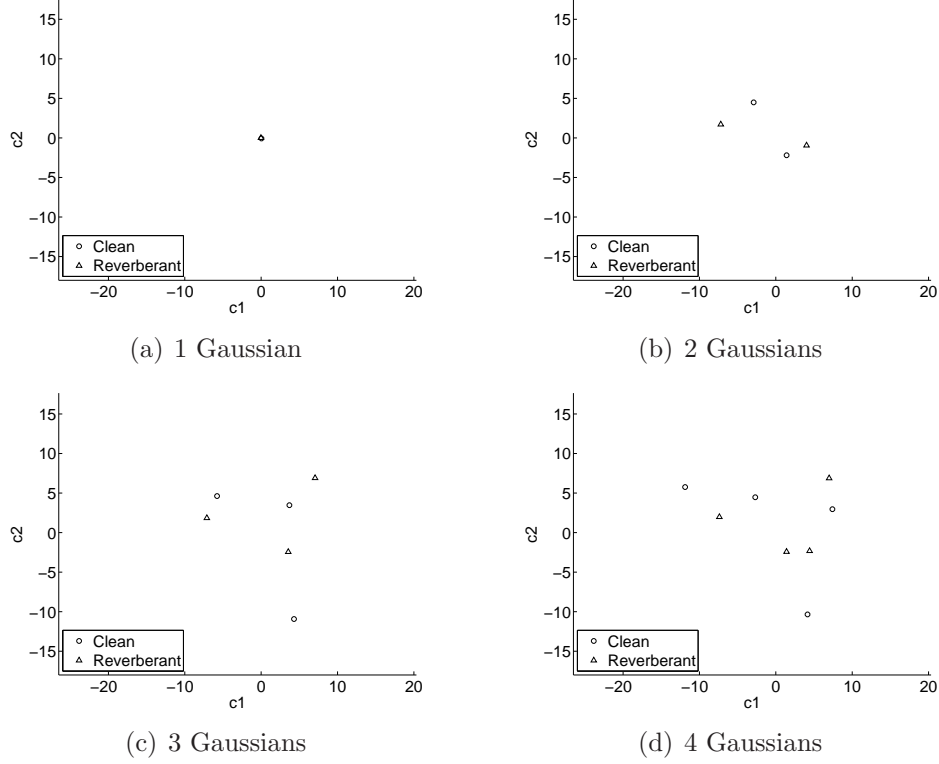 15
10
5
0
−5
−10
−15
c2
Clean
Reverberant
−20 −10 0 10 20
c1
(a) 1 Gaussian
15
10
5
0
−5
−10
−15
c2
Clean
Reverberant
−20 −10 0 10 20
c1
(b) 2 Gaussians
15
10
5
0
−5
−10
−15
c2
Clean
Reverberant
−20 −10 0 10 20
c1
(c) 3 Gaussians
15
10
5
0
−5
−10
−15
c2
Clean
Reverberant
−20 −10 0 10 20
c1
(d) 4 Gaussians